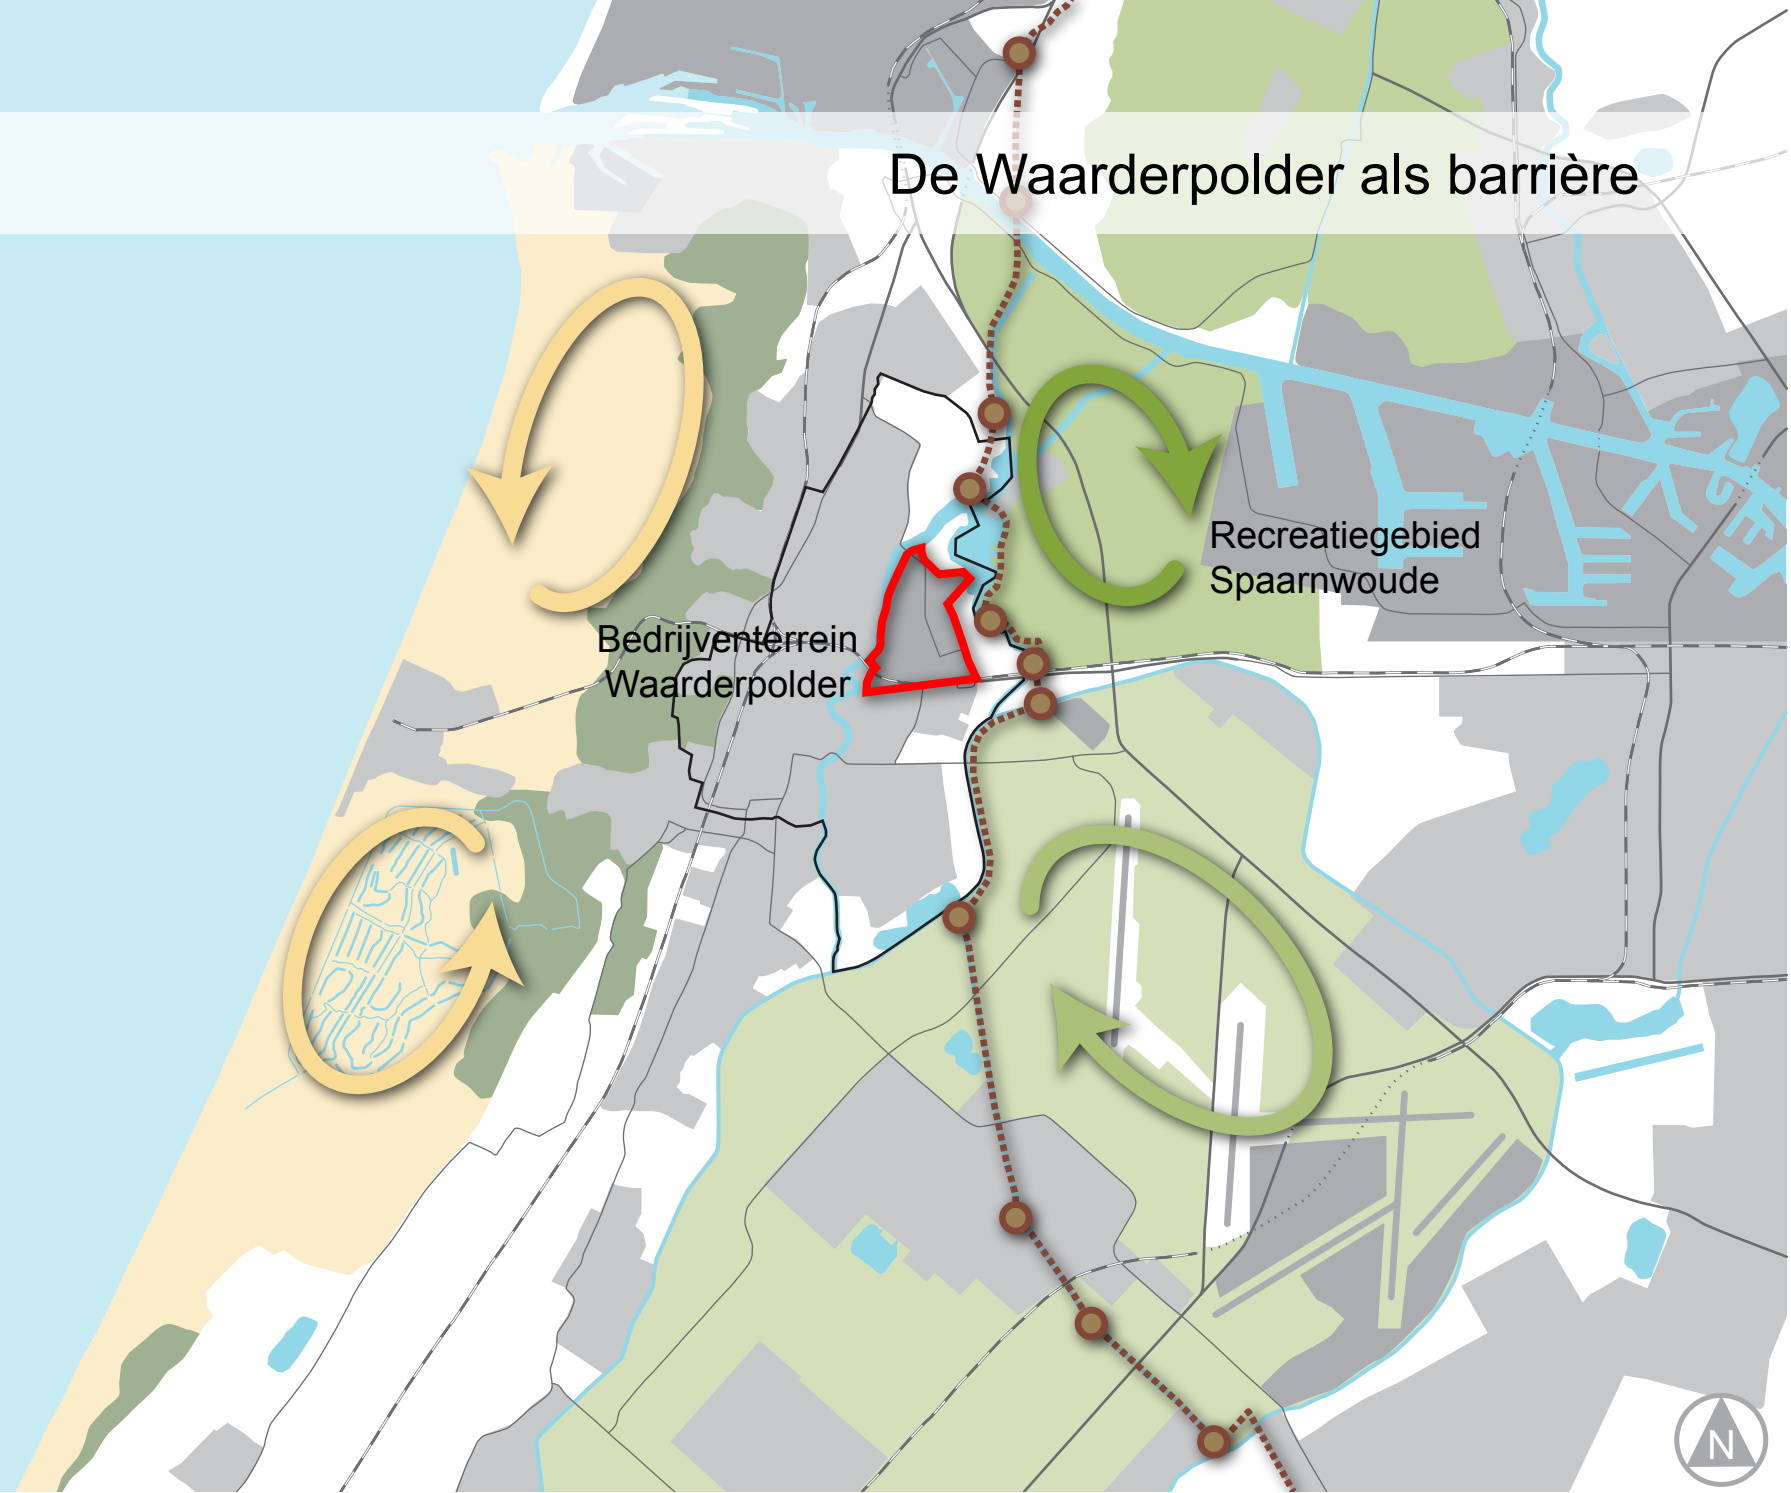 De Waarderpolder als barrière
Recreatiegebied
Spaarnwoude
Bedrijventerrein
Waarderpolder
N